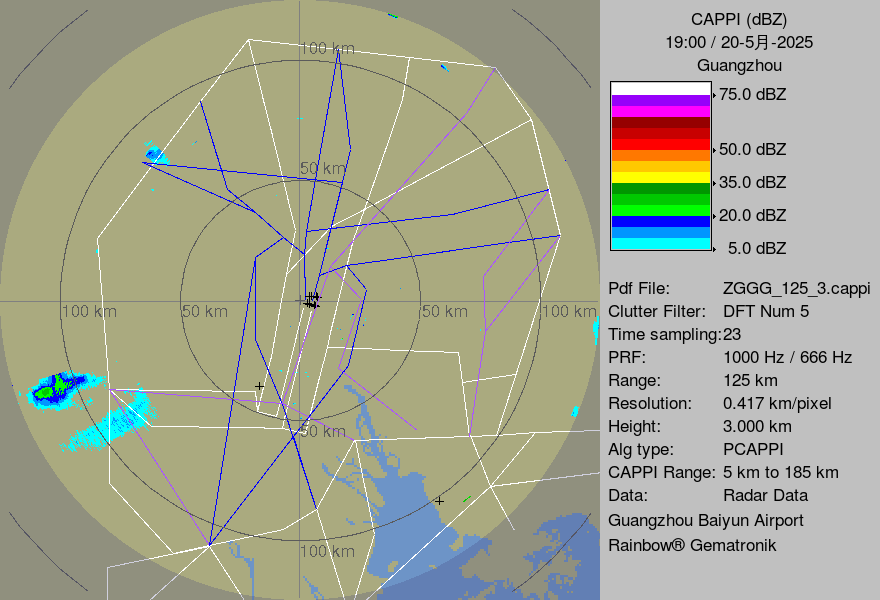 CAPPI (dBZ)
19:00 / 20-5月-2025
Guangzhou
75.0 dBZ
50.0 dBZ
35.0 dBZ
20.0 dBZ
5.0 dBZ
Pdf File: ZGGG_125_3.cappi
Clutter Filter: DFT Num 5
Time sampling:23
PRF: 1000 Hz / 666 Hz
Range: 125 km
Resolution: 0.417 km/pixel
Height: 3.000 km
Alg type: PCAPPI
CAPPI Range: 5 km to 185 km
Data: Radar Data
Guangzhou Baiyun Airport
Rainbow® Gematronik
100 km
50 km
100 km 50 km 50 km 100 km
50 km
100 km